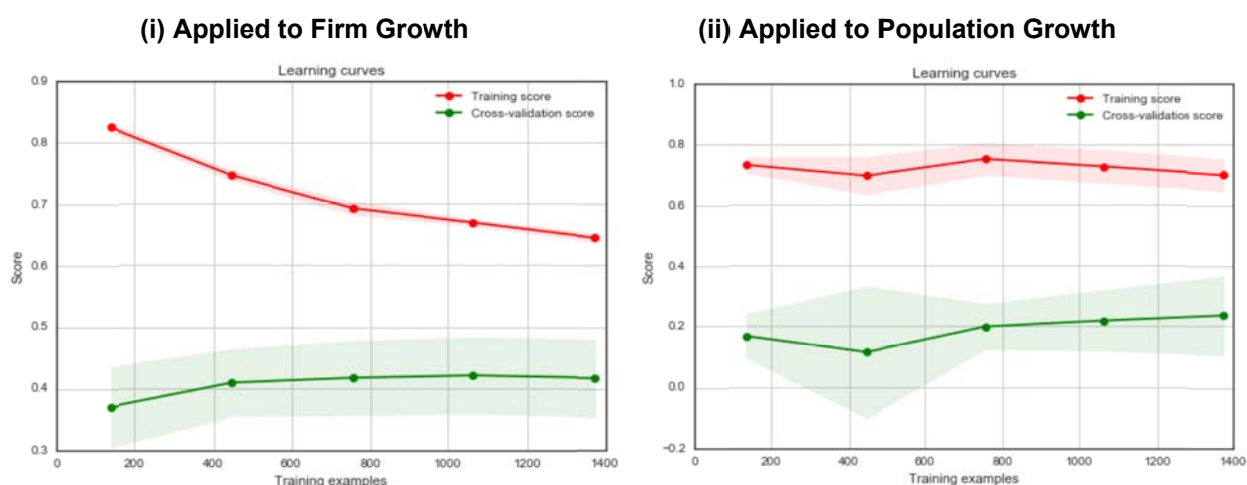 (i) Applied to Firm Growth
Learning curves
Training score
Cross-validation score
0.9
0.8
0.7
0.6
0.5
0.4
0.3
Score
0
200
400
600
800
1000
1200
1400
Training examples
(ii) Applied to Population Growth
Learning curves
Training score
Cross-validation score
1.0
0.8
0.6
0.4
0.2
0.0
−0.2
Score
0
200
400
600
800
1000
1200
1400
Training examples